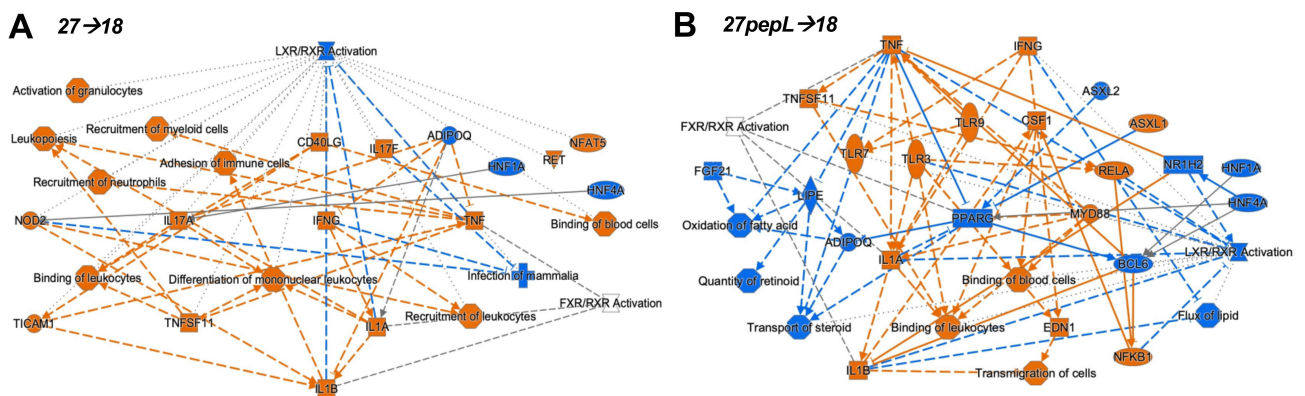 A 27→18
LXR/RXR Activation
Activation of granulocytes
Recruitment of myeloid cells
Leukopoiesis
CD40LG
IL17F
ADIPOQ
NFAT5
RET
Adhesion of immune cells
HNF1A
Recruitment of neutrophils
HNF4A
NOD2
IL17A
IFNG
TNF
Binding of blood cells
Binding of leukocytes
Differentiation of mononuclear leukocytes
Infection of mammalia
FXR/RXR Activation
TICAM1
TNFSF11
IL1A
Recruitment of leukocytes
IL1B
B 27pepL→18
TNF
IFNG
ASXL2
TNFSF11
FXR/RXR Activation
TLR9
CSF1
ASXL1
TLR7
TLR3
FGF21
LIPE
RELA
NR1H2
HNF1A
HNF4A
Oxidation of fatty acid
PPARG
MYD88
ADIPOQ
LXR/RXR Activation
IL1A
BCL6
Quantity of retinoid
Binding of blood cells
Transport of steroid
Binding of leukocytes
EDN1
Flux of lipid
NFKB1
IL1B
Transmigration of cells